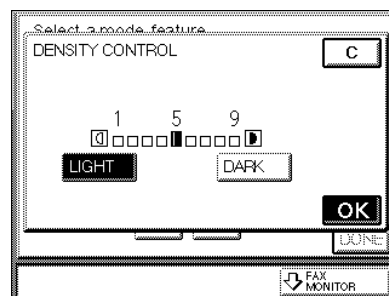 Select a mode, feature
DENSITY CONTROL
C
1 5 9
LIGHT DARK
OK
DONE
FAX
MONITOR